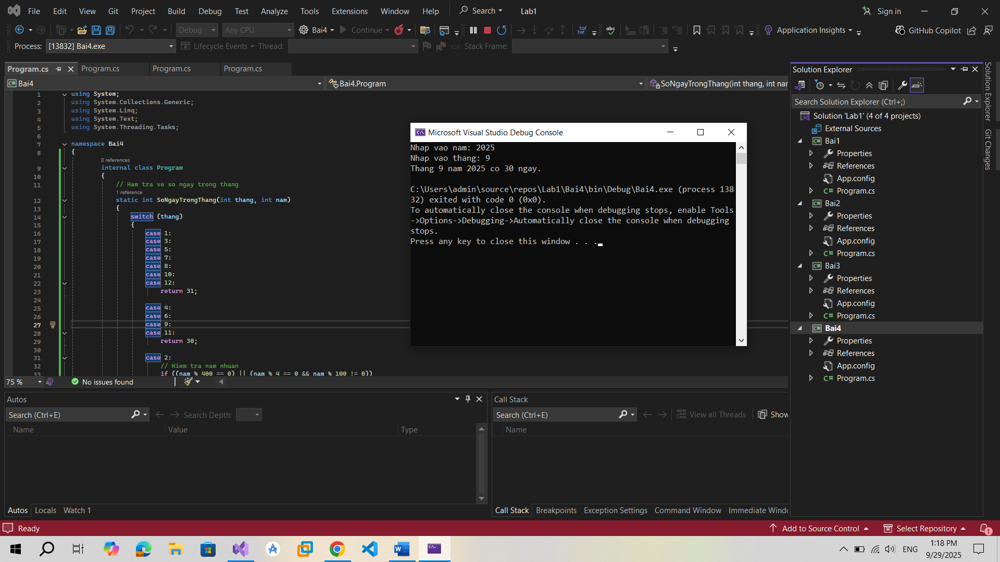 File Edit View Git Project Build Debug Test Analyze Tools Extensions Window Help Search Lab1 Sign in
Debug Any CPU Bai4 Continue abc Application Insights GitHub Copilot
Process: [13832] Bai4.exe Lifecycle Events Thread: Stack Frame:
Program.cs Program.cs Program.cs Program.cs
C# Bai4 Bai4.Program SoNgayTrongThang(int thang, int nam
1 using System;
2 using System.Collections.Generic;
3 using System.Linq;
4 using System.Text;
5 using System.Threading.Tasks;
6
7 namespace Bai4
8 {
0 references
9 internal class Program
10 {
11 // Ham tra ve so ngay trong thang
1 reference
12 static int SoNgayTrongThang(int thang, int nam)
13 {
14 switch (thang)
15 {
16 case 1:
17 case 3:
18 case 5:
19 case 7:
20 case 8:
21 case 10:
22 case 12:
23 return 31;
24
25 case 4:
26 case 6:
27 case 9:
28 case 11:
29 return 30;
30
31 case 2:
32 // Kiem tra nam nhuan
33 if ((nam % 400 == 0) || (nam % 4 == 0 && nam % 100 != 0))
75 % No issues found
Microsoft Visual Studio Debug Console
Nhap vao nam: 2025
Nhap vao thang: 9
Thang 9 nam 2025 co 30 ngay.
C:\Users\admin\source\repos\Lab1\Bai4\bin\Debug\Bai4.exe (process 138
32) exited with code 0 (0x0).
To automatically close the console when debugging stops, enable Tools
->Options->Debugging->Automatically close the console when debugging
stops.
Press any key to close this window . . .
Solution Explorer
Search Solution Explorer (Ctrl+;)
Solution 'Lab1' (4 of 4 projects)
External Sources
C# Bai1
Properties
References
App.config
C# Program.cs
C# Bai2
Properties
References
App.config
C# Program.cs
C# Bai3
Properties
References
App.config
C# Program.cs
C# Bai4
Properties
References
App.config
C# Program.cs
Solution Explorer
Git Changes
Autos
Search (Ctrl+E) Search Depth:
Name Value Type
Autos Locals Watch 1
Call Stack
Search (Ctrl+E) View all Threads Show
Name
Call Stack Breakpoints Exception Settings Command Window Immediate Windo
Ready Add to Source Control Select Repository 1
ENG 1:18 PM
9/29/2025